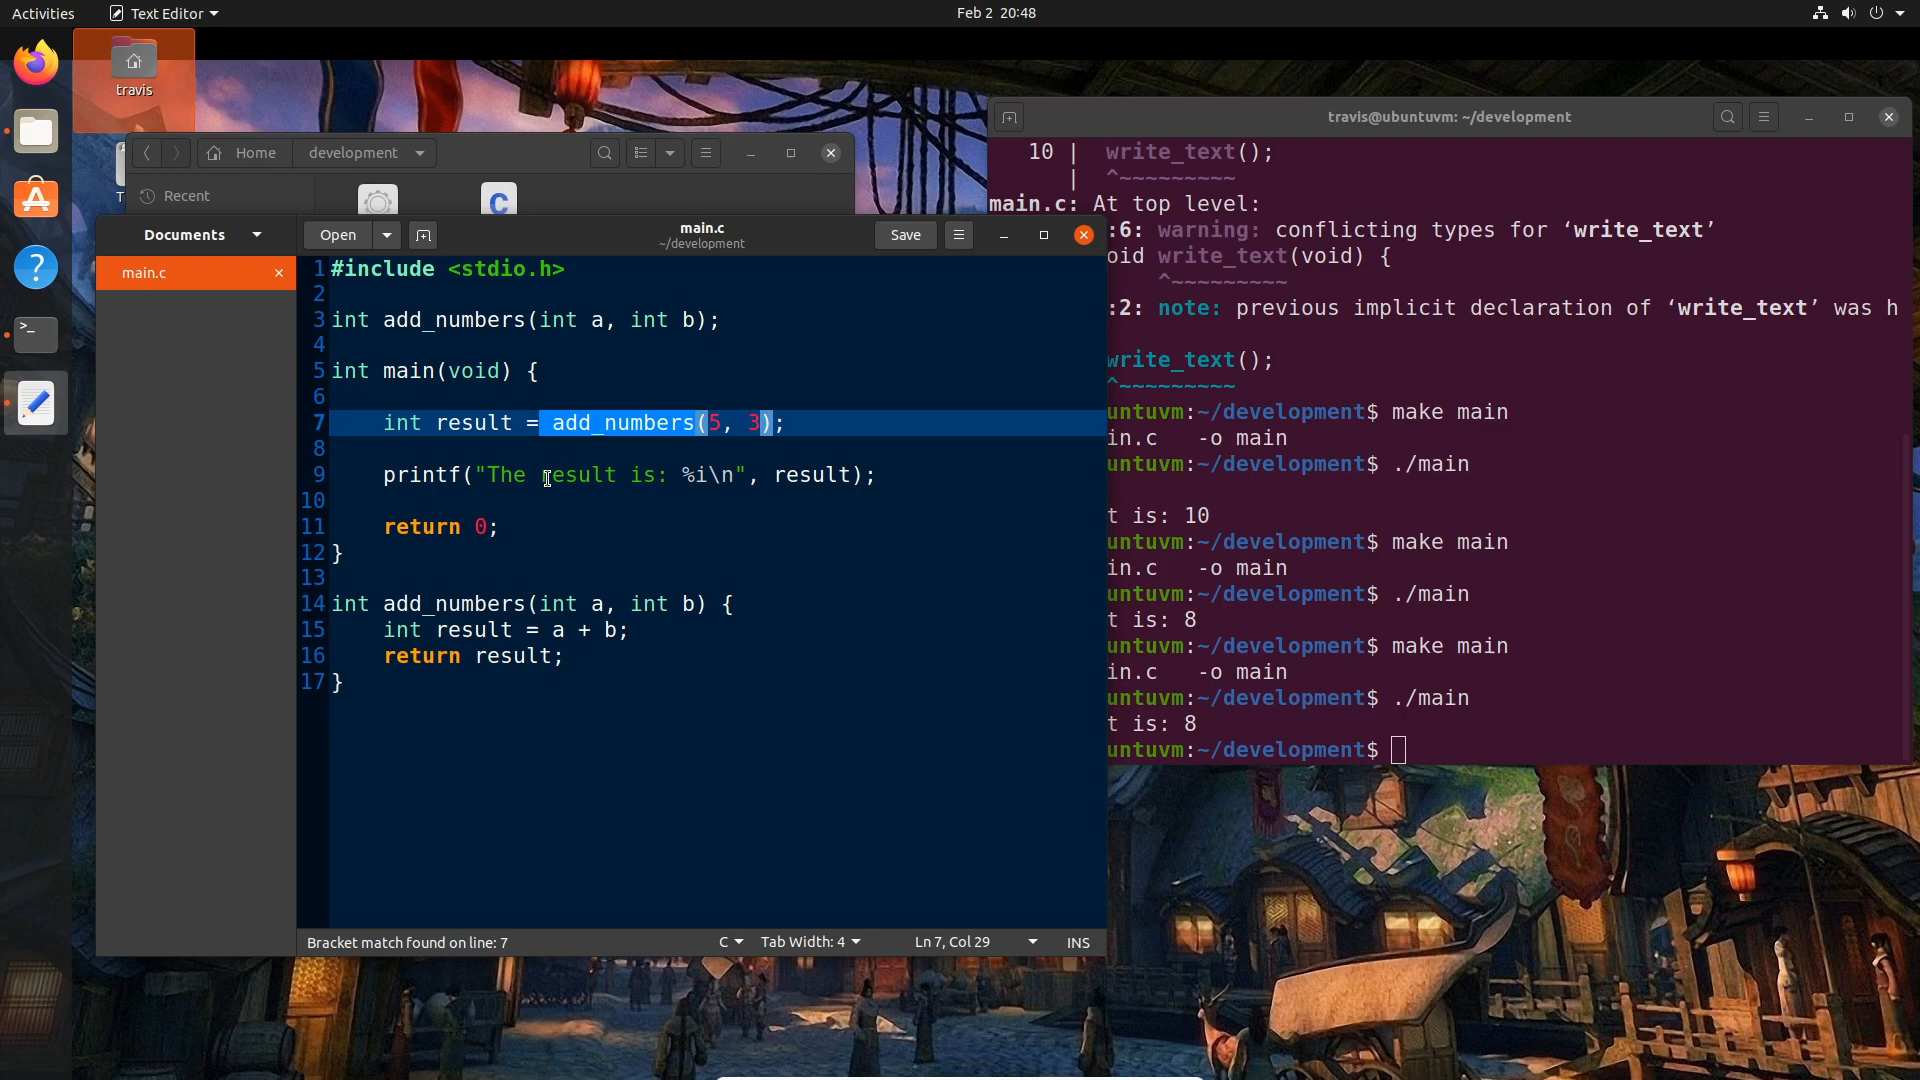 Activities
Text Editor
Feb 2 20:48
travis
Home
development
Recent
C
travis@ubuntuvm: ~/development
10 | write_text();
| ^~~~~~~~~~
main.c: At top level:
:6: warning: conflicting types for ‘write_text’
oid write_text(void) {
^~~~~~~~~~
:2: note: previous implicit declaration of ‘write_text’ was h
write_text();
^~~~~~~~~~
untuvm:~/development$ make main
in.c   -o main
untuvm:~/development$ ./main
t is: 10
untuvm:~/development$ make main
in.c   -o main
untuvm:~/development$ ./main
t is: 8
untuvm:~/development$ make main
in.c   -o main
untuvm:~/development$ ./main
t is: 8
untuvm:~/development$
Documents
Open
main.c
~/development
Save
main.c
1 #include <stdio.h>
2
3 int add_numbers(int a, int b);
4
5 int main(void) {
6
7     int result = add_numbers(5, 3);
8
9     printf("The result is: %i\n", result);
10
11     return 0;
12 }
13
14 int add_numbers(int a, int b) {
15     int result = a + b;
16     return result;
17 }
Bracket match found on line: 7
C
Tab Width: 4
Ln 7, Col 29
INS